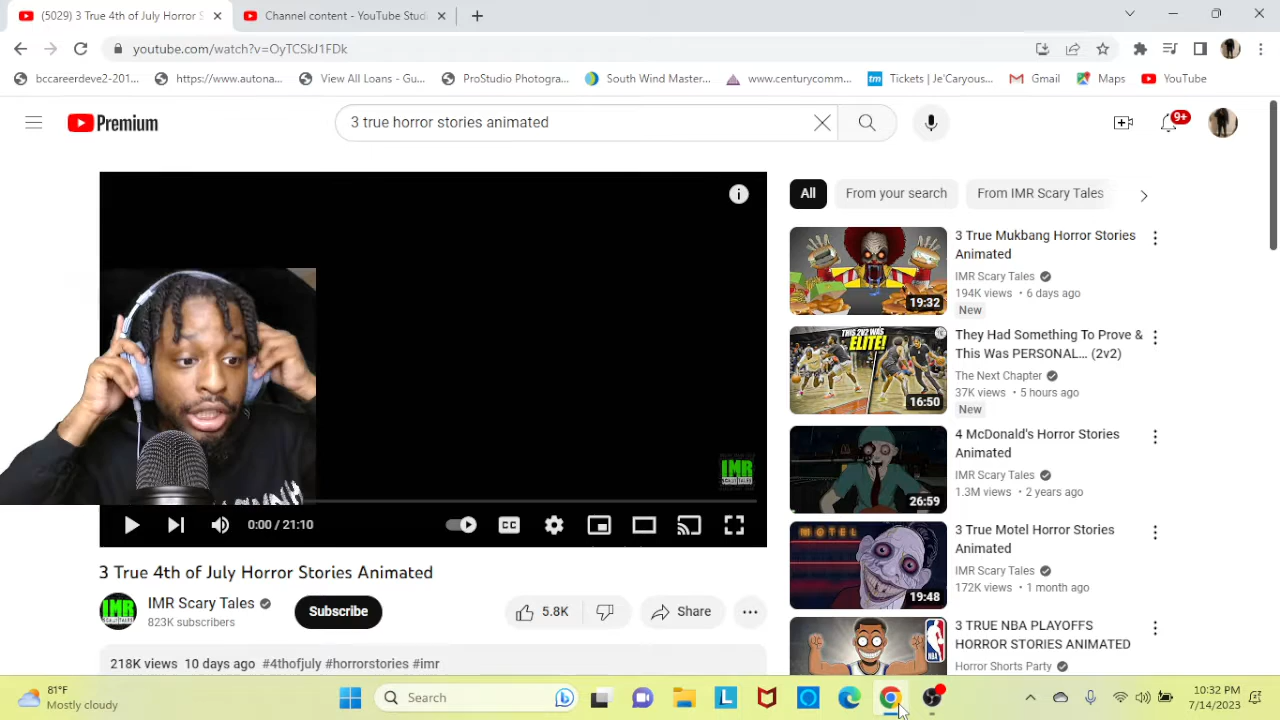 (5029) 3 True 4th of July Horror S
Channel content - YouTube Studi
youtube.com/watch?v=OyTCSkJ1FDk
bccareerdeve2-201...
https://www.autona...
View All Loans - Gu...
ProStudio Photogra...
South Wind Master...
www.centurycomm...
tm
Tickets | Je'Caryous...
Gmail
Maps
YouTube
Premium
3 true horror stories animated
9+
All
From your search
From IMR Scary Tales
3 True Mukbang Horror Stories
Animated
IMR Scary Tales
194K views • 6 days ago
New
19:32
THIS 2V2 WAS
ELITE!
They Had Something To Prove &
This Was PERSONAL... (2v2)
The Next Chapter
37K views • 5 hours ago
New
16:50
4 McDonald's Horror Stories
Animated
IMR Scary Tales
1.3M views • 2 years ago
26:59
MOTEL
3 True Motel Horror Stories
Animated
IMR Scary Tales
172K views • 1 month ago
19:48
NBA
3 TRUE NBA PLAYOFFS
HORROR STORIES ANIMATED
Horror Shorts Party
IMR
0:00 / 21:10
CC
3 True 4th of July Horror Stories Animated
IMR
IMR Scary Tales
823K subscribers
Subscribe
5.8K
Share
218K views 10 days ago #4thofjuly #horrorstories #imr
81°F
Mostly cloudy
Search
L
10:32 PM
7/14/2023